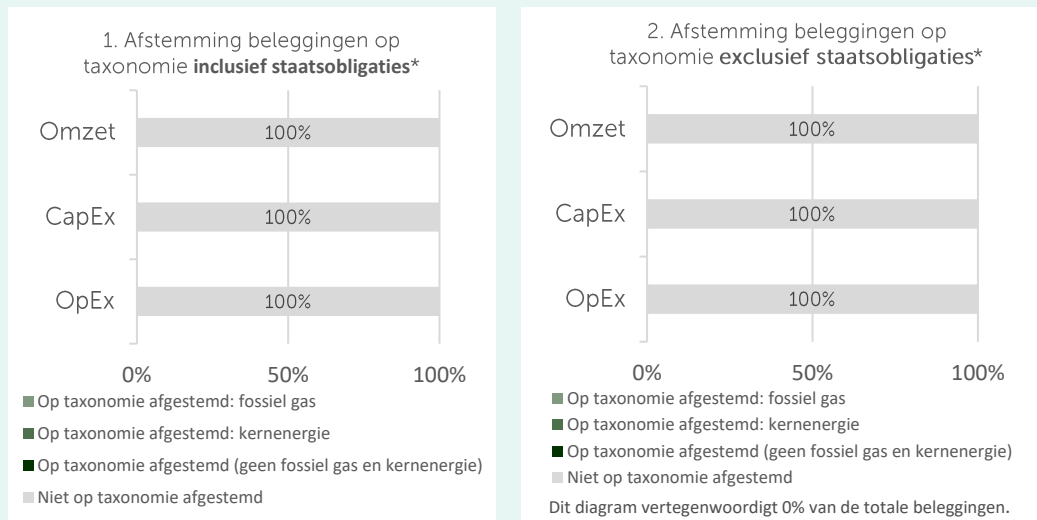 1. Afstemming beleggingen op
taxonomie inclusief staatsobligaties*
Omzet
100%
CapEx
100%
OpEx
100%
0%
50%
100%
Op taxonomie afgestemd: fossiel gas
Op taxonomie afgestemd: kernenergie
Op taxonomie afgestemd (geen fossiel gas en kernenergie)
Niet op taxonomie afgestemd
2. Afstemming beleggingen op
taxonomie exclusief staatsobligaties*
Omzet
100%
CapEx
100%
OpEx
100%
0%
50%
100%
Op taxonomie afgestemd: fossiel gas
Op taxonomie afgestemd: kernenergie
Op taxonomie afgestemd (geen fossiel gas en kernenergie)
Niet op taxonomie afgestemd
Dit diagram vertegenwoordigt 0% van de totale beleggingen.